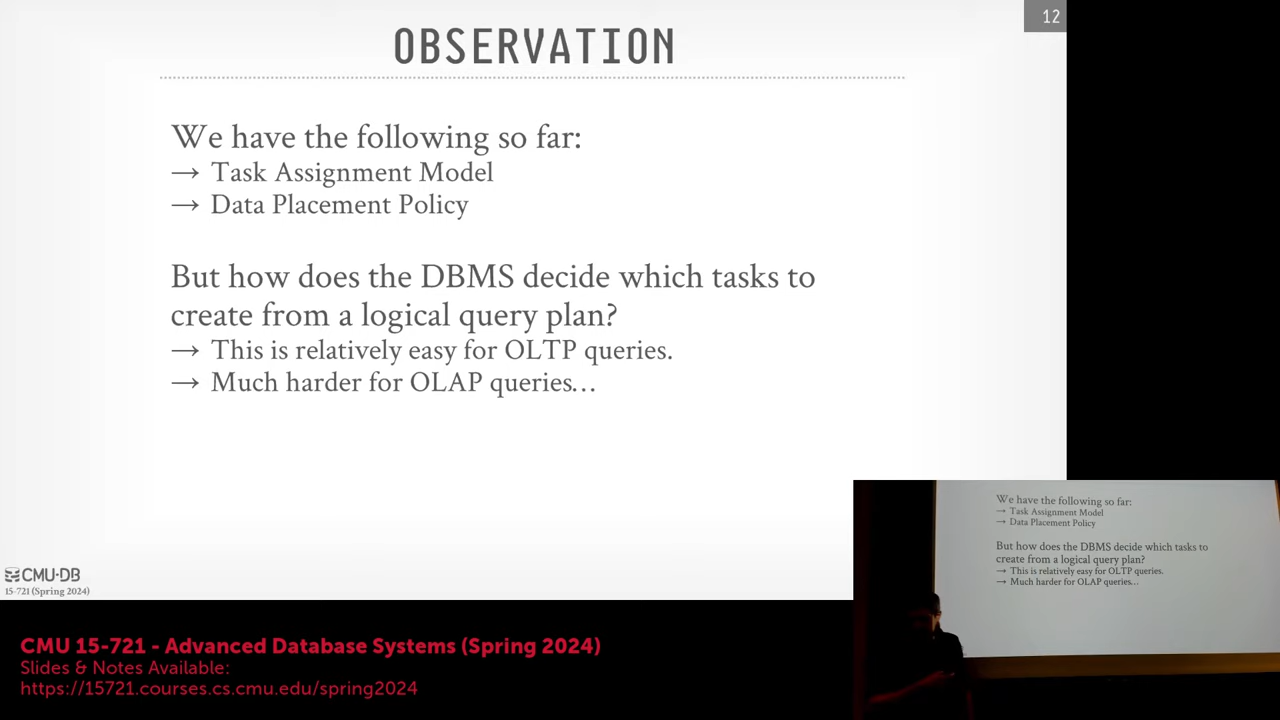 12
OBSERVATION
We have the following so far:
→ Task Assignment Model
→ Data Placement Policy
But how does the DBMS decide which tasks to
create from a logical query plan?
→ This is relatively easy for OLTP queries.
→ Much harder for OLAP queries…
CMU·DB
15-721 (Spring 2024)
We have the following so far:
→ Task Assignment Model
→ Data Placement Policy
But how does the DBMS decide which tasks to
create from a logical query plan?
→ This is relatively easy for OLTP queries.
→ Much harder for OLAP queries…
CMU 15-721 - Advanced Database Systems (Spring 2024)
Slides & Notes Available:
https://15721.courses.cs.cmu.edu/spring2024